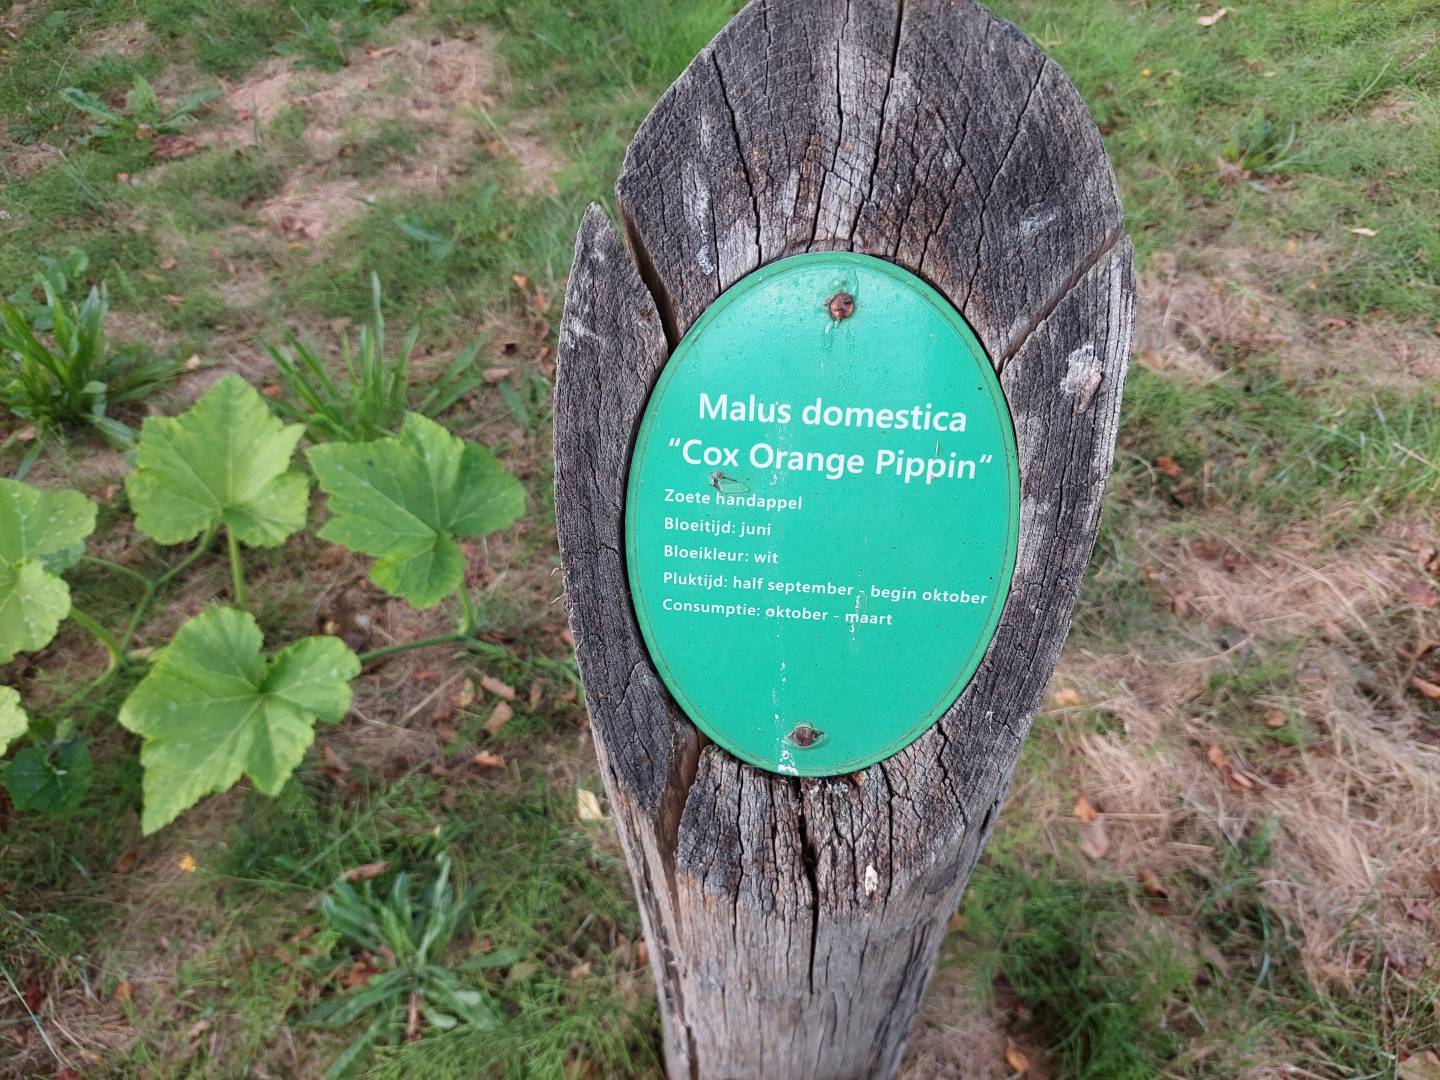 Malus domestica
“Cox Orange Pippin“
Zoete handappel
Bloeitijd: juni
Bloeikleur: wit
Pluktijd: half september - begin oktober
Consumptie: oktober - maart